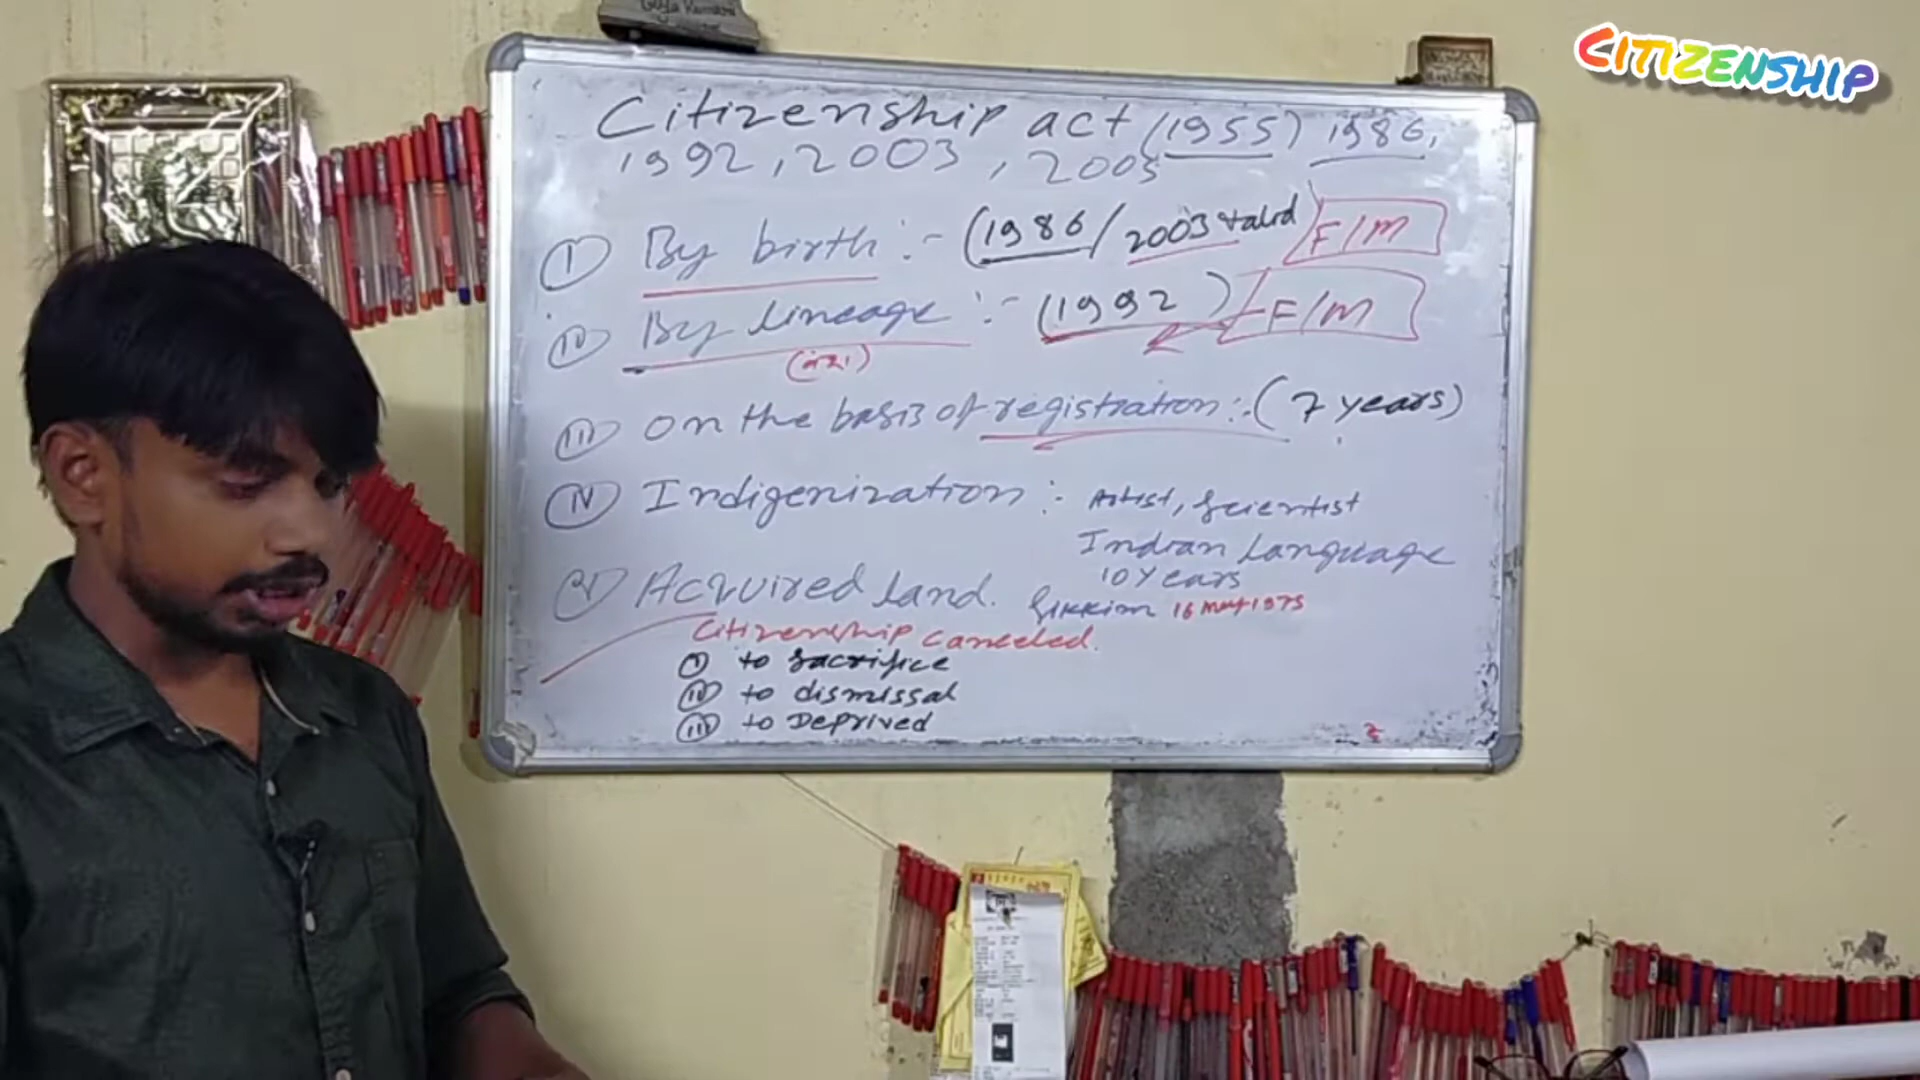 CITIZENSHIP
Citizenship act (1955) 1986,
1992, 2003, 2005
(I) By birth :- (1986/2003 valid) F/M
(II) By lineage :- (1992) F/M
(III) on the basis of registration :- (7 years)
(IV) Indigenization :- Artist, Scientist
Indian Language
10 Years
(V) Acquired Land. Sikkim 16 May 1975
Citizenship canceled.
(I) to sacrifice
(II) to dismissal
(III) to Deprived